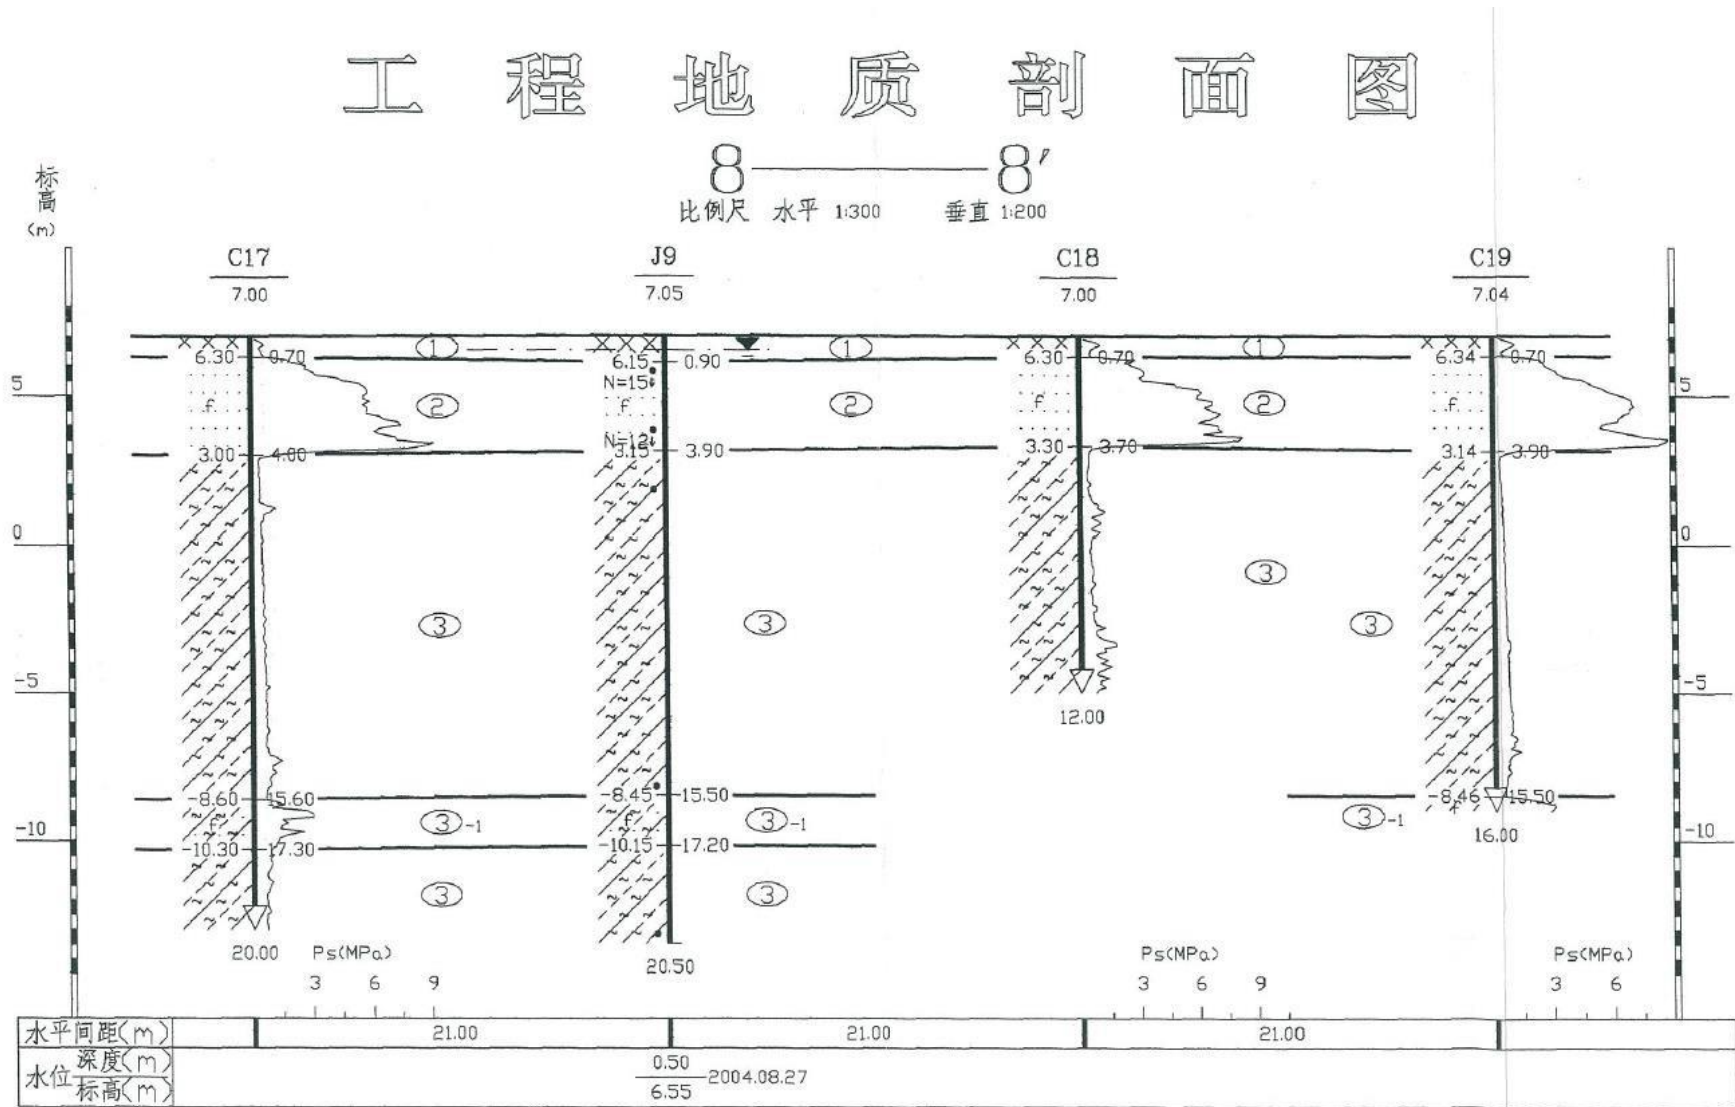 工程地质剖面图
8——8'
比例尺 水平 1:300 垂直 1:200
标高
(m)
C17 J9 C18 C19
7.00 7.05 7.00 7.04
① ① ①
6.30 0.70 6.15 0.90 6.30 0.70 6.34 0.70
5 5
N=15
f ② f ② f ② f
N=12
3.00 4.00 3.15 3.90 3.30 3.70 3.14 3.90
0 0
③
③ ③ ③
-5 -5
12.00
-8.60 15.60 -8.45 15.50 -8.46 15.50
f ③-1 f ③-1 ③-1 f
-10 16.00 -10
-10.30 17.30 -10.15 17.20
③ ③
20.00 Ps(MPa) 20.50 Ps(MPa) Ps(MPa)
3 6 9 3 6 9 3 6
水平间距(m) 21.00 21.00 21.00
水位 深度(m) 0.50
2004.08.27
标高(m) 6.55